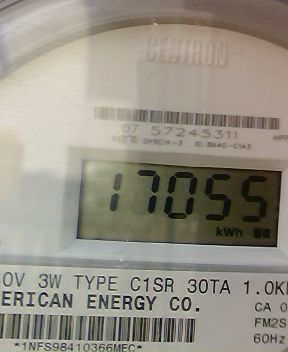 CENTRON
07 57245311
17055
kWh
0V 3W TYPE C1SR 30TA 1.0K
ERICAN ENERGY CO.
CA 0
FM2S
60Hz
*1NFS98410366MEC*